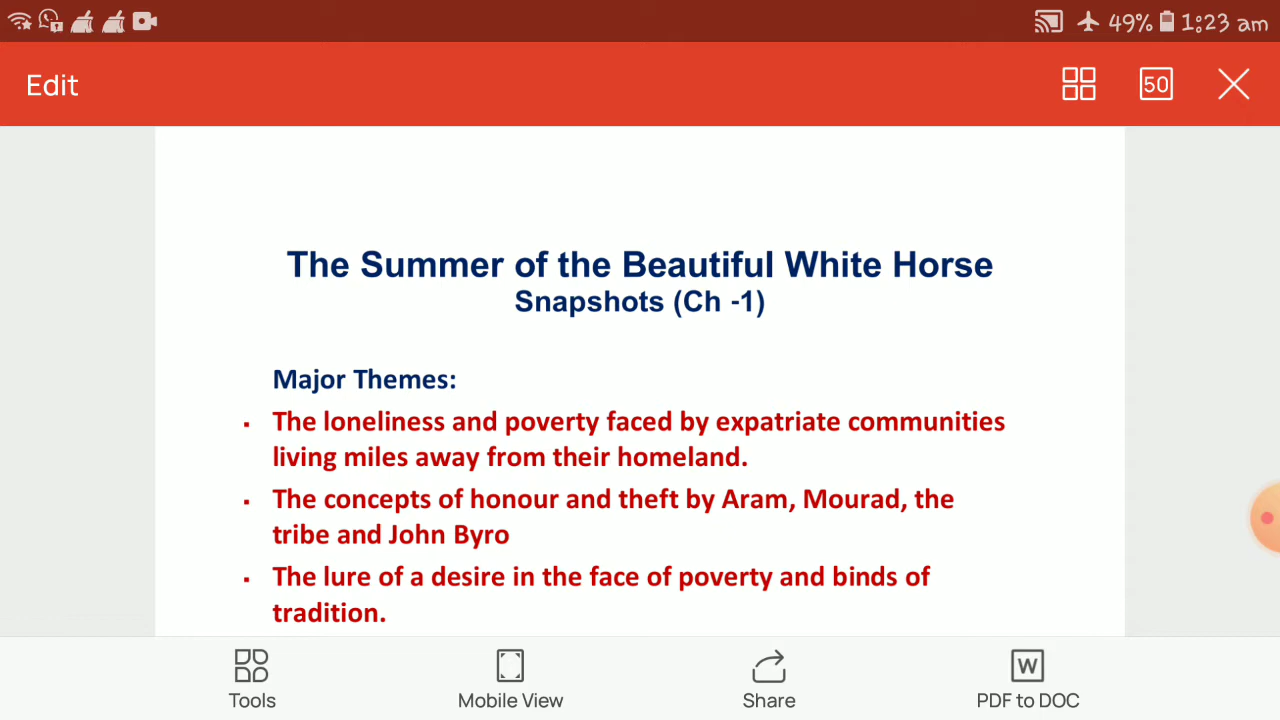 49% 1:23 am
Edit
50
The Summer of the Beautiful White Horse
Snapshots (Ch -1)
Major Themes:
▪ The loneliness and poverty faced by expatriate communities
living miles away from their homeland.
▪ The concepts of honour and theft by Aram, Mourad, the
tribe and John Byro
▪ The lure of a desire in the face of poverty and binds of
tradition.
Tools
Mobile View
Share
W
PDF to DOC